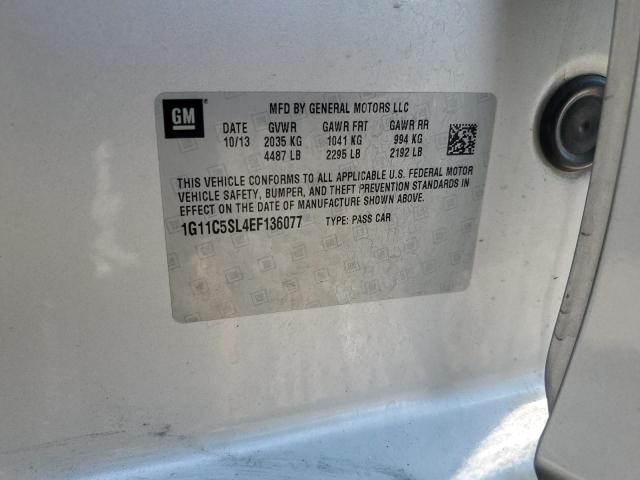 GM
MFD BY GENERAL MOTORS LLC
DATE GVWR GAWR FRT GAWR RR
10/13 2035 KG 1041 KG 994 KG
4487 LB 2295 LB 2192 LB
THIS VEHICLE CONFORMS TO ALL APPLICABLE U.S. FEDERAL MOTOR
VEHICLE SAFETY, BUMPER, AND THEFT PREVENTION STANDARDS IN
EFFECT ON THE DATE OF MANUFACTURE SHOWN ABOVE.
1G11C5SL4EF136077 TYPE: PASS CAR